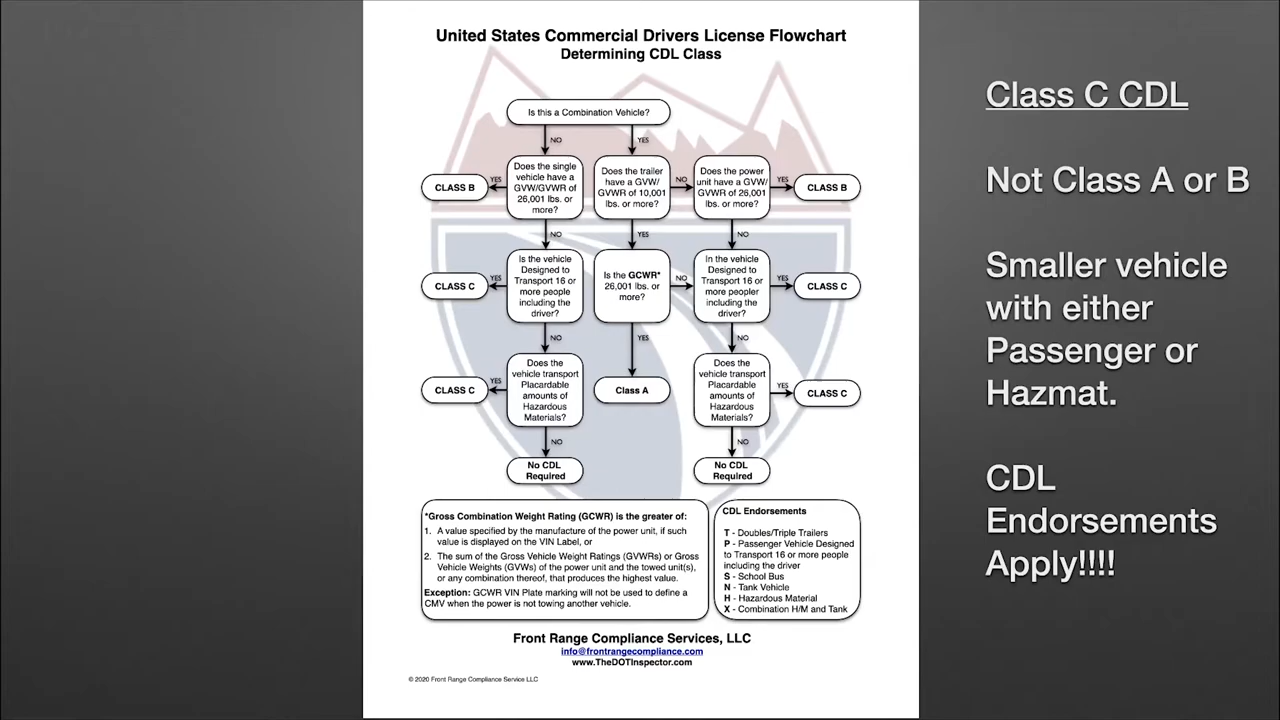 United States Commercial Drivers License Flowchart
Determining CDL Class
Is this a Combination Vehicle?
NO
YES
CLASS B
YES
Does the single
vehicle have a
GVW/GVWR of
26,001 lbs. or
more?
Does the trailer
have a GVW/
GVWR of 10,001
lbs. or more?
NO
Does the power
unit have a GVW/
GVWR of 26,001
lbs. or more?
YES
CLASS B
NO
YES
NO
CLASS C
YES
Is the vehicle
Designed to
Transport 16 or
more people
including the
driver?
Is the GCWR*
26,001 lbs. or
more?
NO
In the vehicle
Designed to
Transport 16 or
more peopler
including the
driver?
YES
CLASS C
NO
YES
NO
CLASS C
YES
Does the
vehicle transport
Placardable
amounts of
Hazardous
Materials?
Class A
Does the
vehicle transport
Placardable
amounts of
Hazardous
Materials?
YES
CLASS C
NO
NO
No CDL
Required
No CDL
Required
*Gross Combination Weight Rating (GCWR) is the greater of:
1. A value specified by the manufacture of the power unit, if such
value is displayed on the VIN Label, or
2. The sum of the Gross Vehicle Weight Ratings (GVWRs) or Gross
Vehicle Weights (GVWs) of the power unit and the towed unit(s),
or any combination thereof, that produces the highest value.
Exception: GCWR VIN Plate marking will not be used to define a
CMV when the power is not towing another vehicle.
CDL Endorsements
T - Doubles/Triple Trailers
P - Passenger Vehicle Designed
to Transport 16 or more people
including the driver
S - School Bus
N - Tank Vehicle
H - Hazardous Material
X - Combination H/M and Tank
Front Range Compliance Services, LLC
info@frontrangecompliance.com
www.TheDOTInspector.com
© 2020 Front Range Compliance Service LLC
Class C CDL
Not Class A or B
Smaller vehicle
with either
Passenger or
Hazmat.
CDL
Endorsements
Apply!!!!